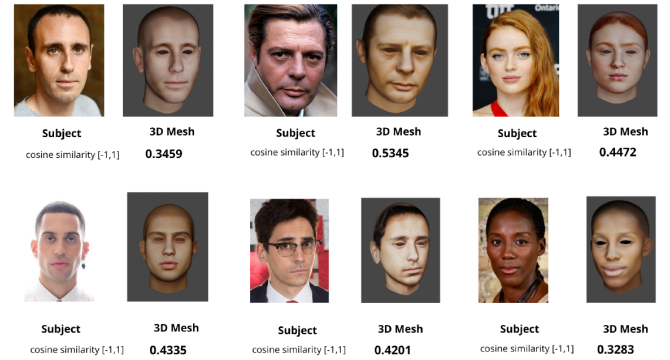 Ontario
Subject 3D Mesh Subject 3D Mesh Subject 3D Mesh
cosine similarity [-1,1] 0.3459 cosine similarity [-1,1] 0.5345 cosine similarity [-1,1] 0.4472
Subject 3D Mesh Subject 3D Mesh Subject 3D Mesh
cosine similarity [-1,1] 0.4335 cosine similarity [-1,1] 0.4201 cosine similarity [-1,1] 0.3283